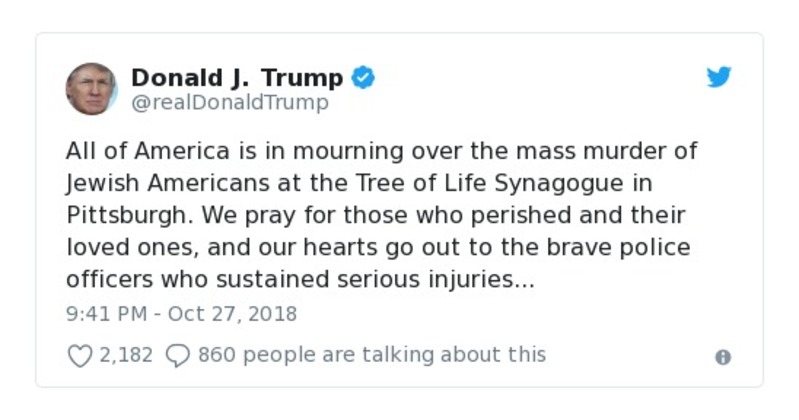 Donald J. Trump
@realDonaldTrump
All of America is in mourning over the mass murder of
Jewish Americans at the Tree of Life Synagogue in
Pittsburgh. We pray for those who perished and their
loved ones, and our hearts go out to the brave police
officers who sustained serious injuries...
9:41 PM - Oct 27, 2018
2,182 860 people are talking about this